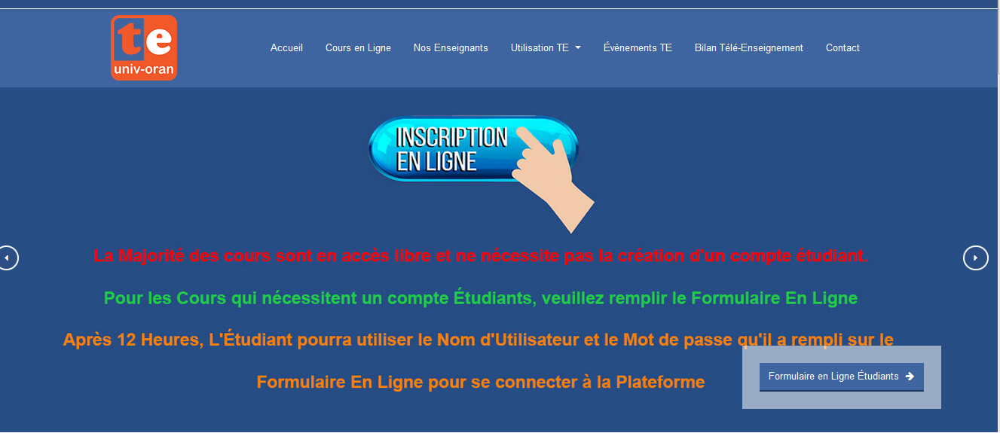 te
univ-oran
Accueil
Cours en Ligne
Nos Enseignants
Utilisation TE
Évènements TE
Bilan Télé-Enseignement
Contact
INSCRIPTION
EN LIGNE
La Majorité des cours sont en accès libre et ne nécessite pas la création d'un compte étudiant.
Pour les Cours qui nécessitent un compte Étudiants, veuillez remplir le Formulaire En Ligne
Après 12 Heures, L'Étudiant pourra utiliser le Nom d'Utilisateur et le Mot de passe qu'il a rempli sur le
Formulaire En Ligne pour se connecter à la Plateforme
Formulaire en Ligne Étudiants